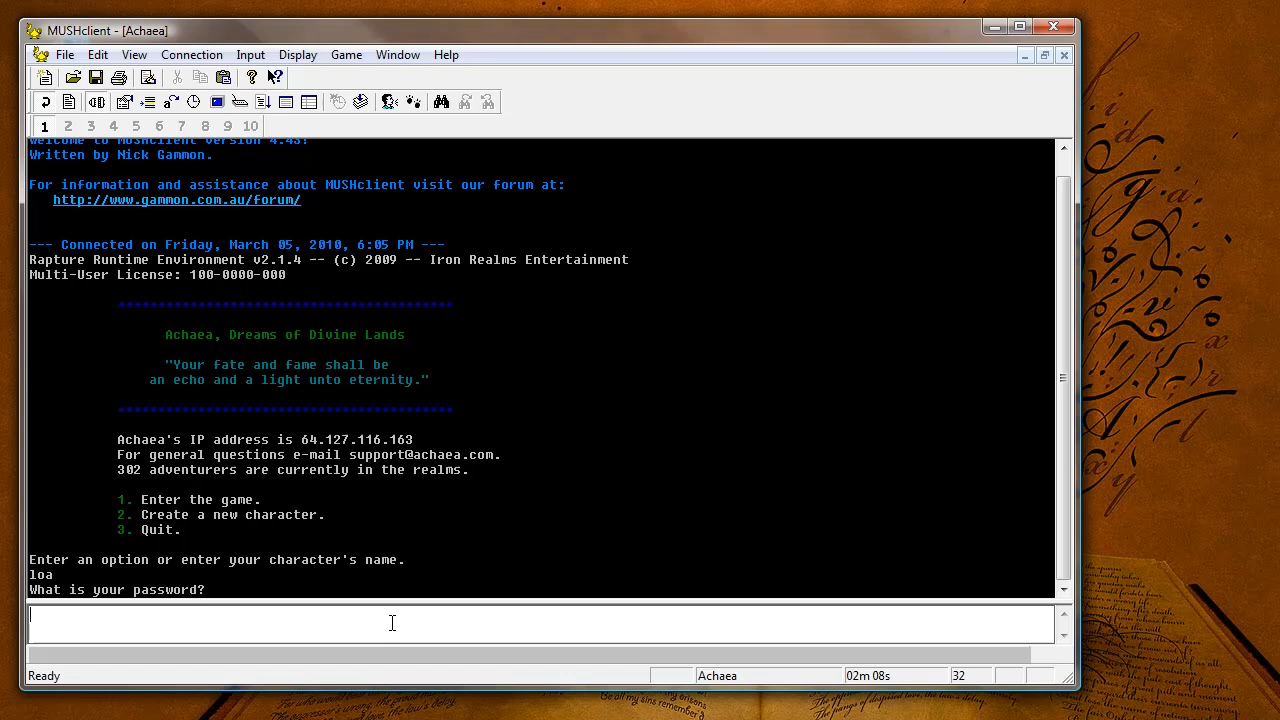 MUSHclient - [Achaea]
File Edit View Connection Input Display Game Window Help
1 2 3 4 5 6 7 8 9 10
Welcome to MUSHclient version 4.43!
Written by Nick Gammon.
For information and assistance about MUSHclient visit our forum at:
http://www.gammon.com.au/forum/
--- Connected on Friday, March 05, 2010, 6:05 PM ---
Rapture Runtime Environment v2.1.4 -- (c) 2009 -- Iron Realms Entertainment
Multi-User License: 100-0000-000
******************************************
Achaea, Dreams of Divine Lands
"Your fate and fame shall be
an echo and a light unto eternity."
******************************************
Achaea's IP address is 64.127.116.163
For general questions e-mail support@achaea.com.
302 adventurers are currently in the realms.
1. Enter the game.
2. Create a new character.
3. Quit.
Enter an option or enter your character's name.
loa
What is your password?
Ready Achaea 02m 08s 32